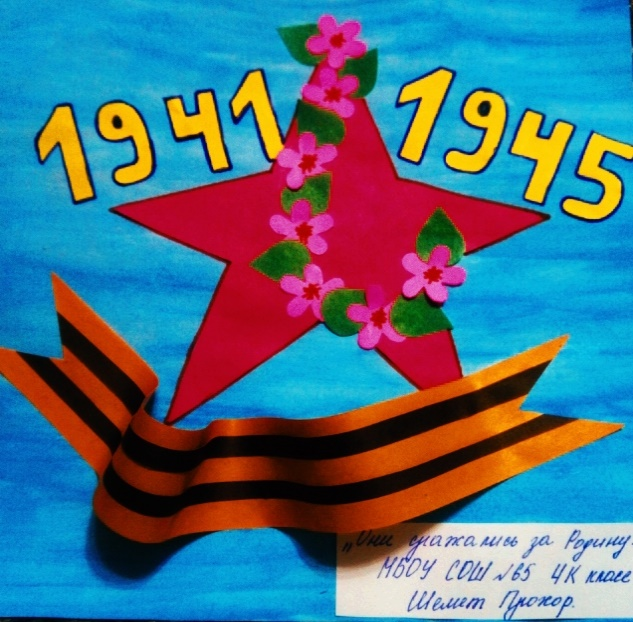 1941 1945
„Они сражались за Родину"
МБОУ СОШ №65 4К класс
Шемет Прохор.